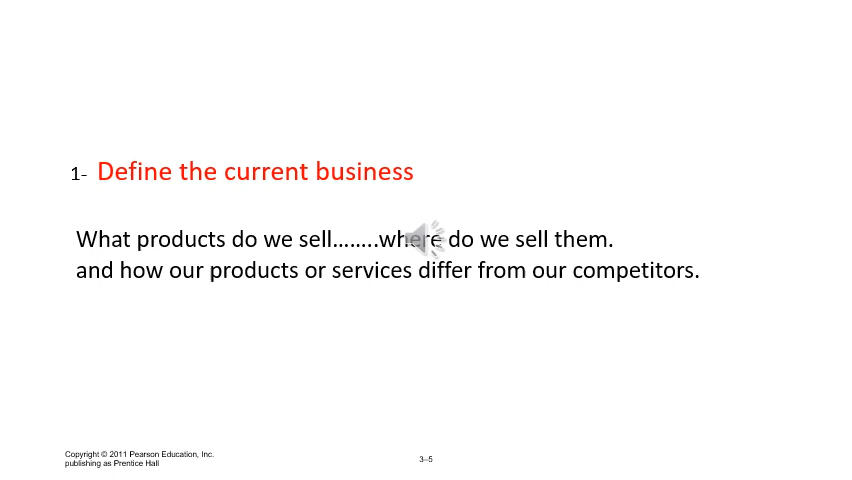 1- Define the current business
What products do we sell……..where do we sell them.
and how our products or services differ from our competitors.
Copyright © 2011 Pearson Education, Inc.
publishing as Prentice Hall
3–5